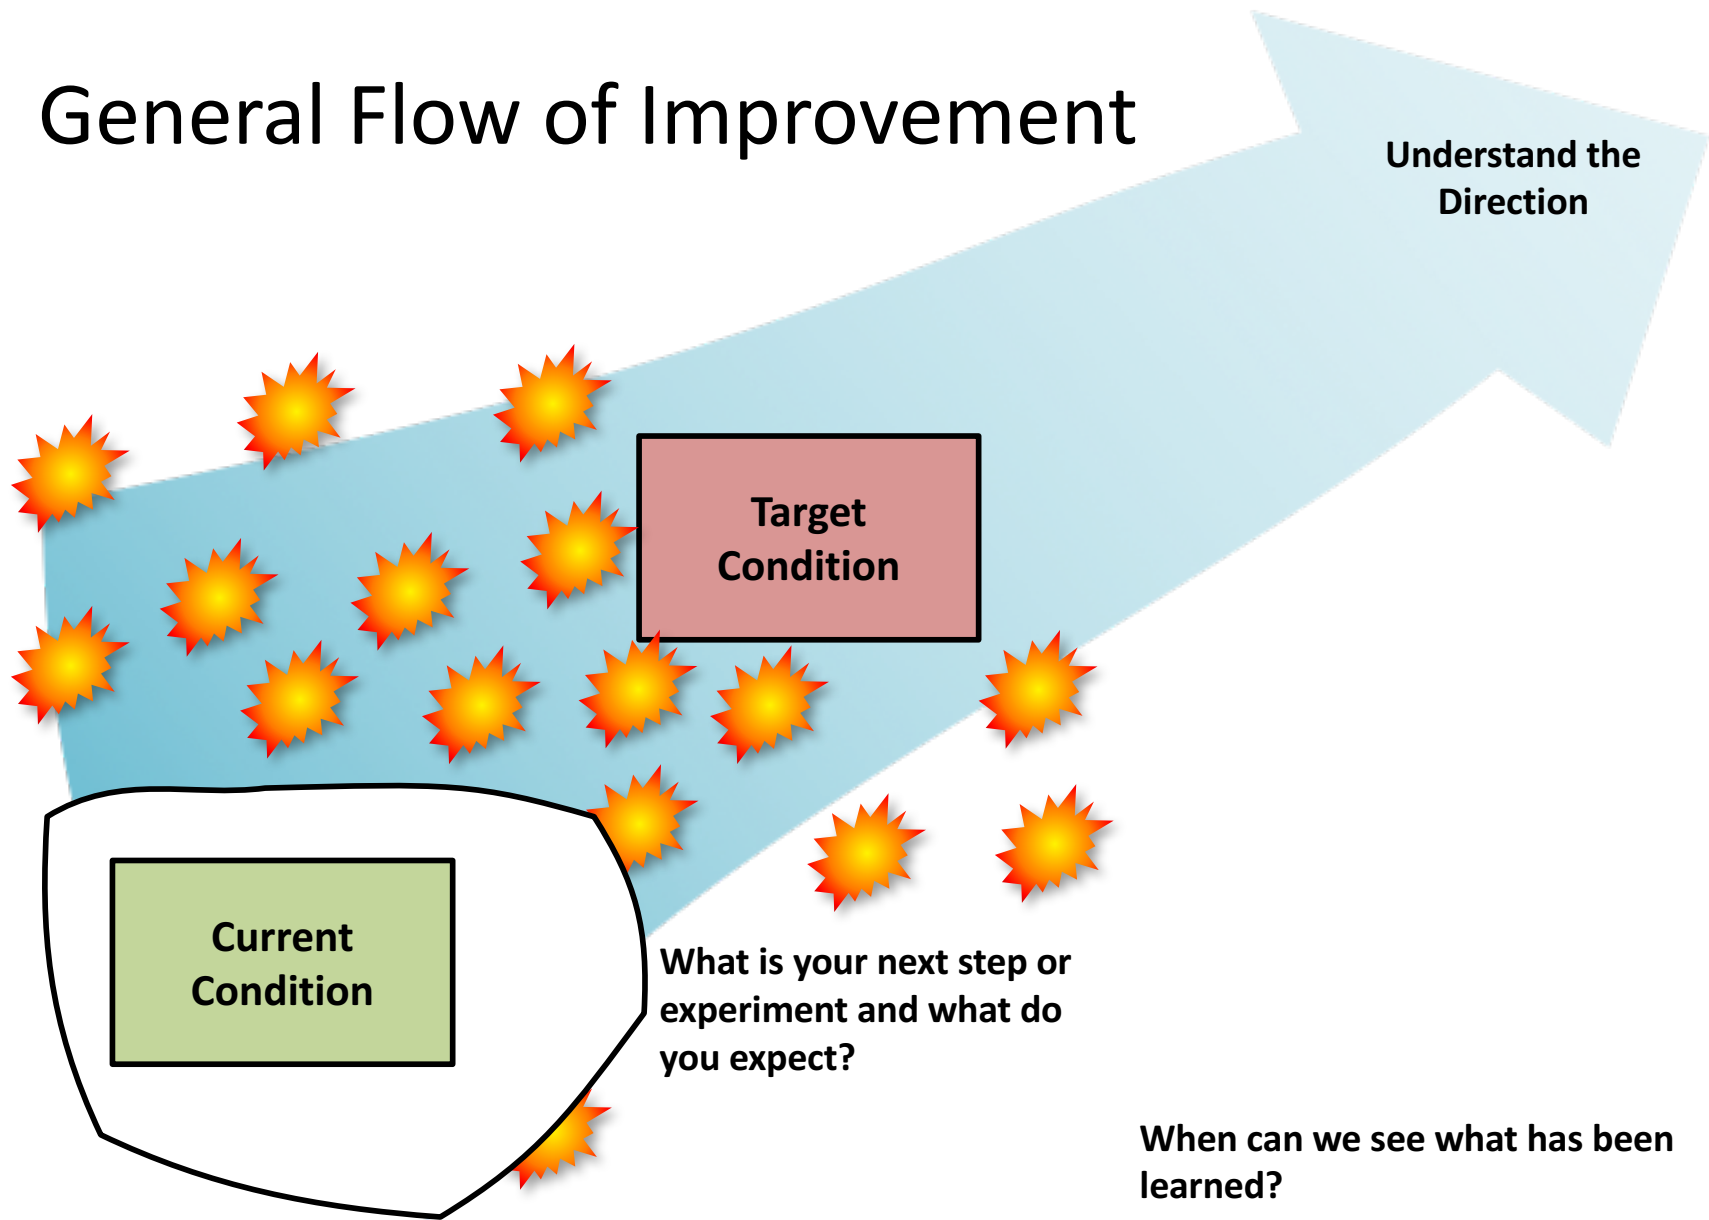 General Flow of Improvement
Understand the
Direction
Target
Condition
Current
Condition
What is your next step or
experiment and what do
you expect?
When can we see what has been
learned?